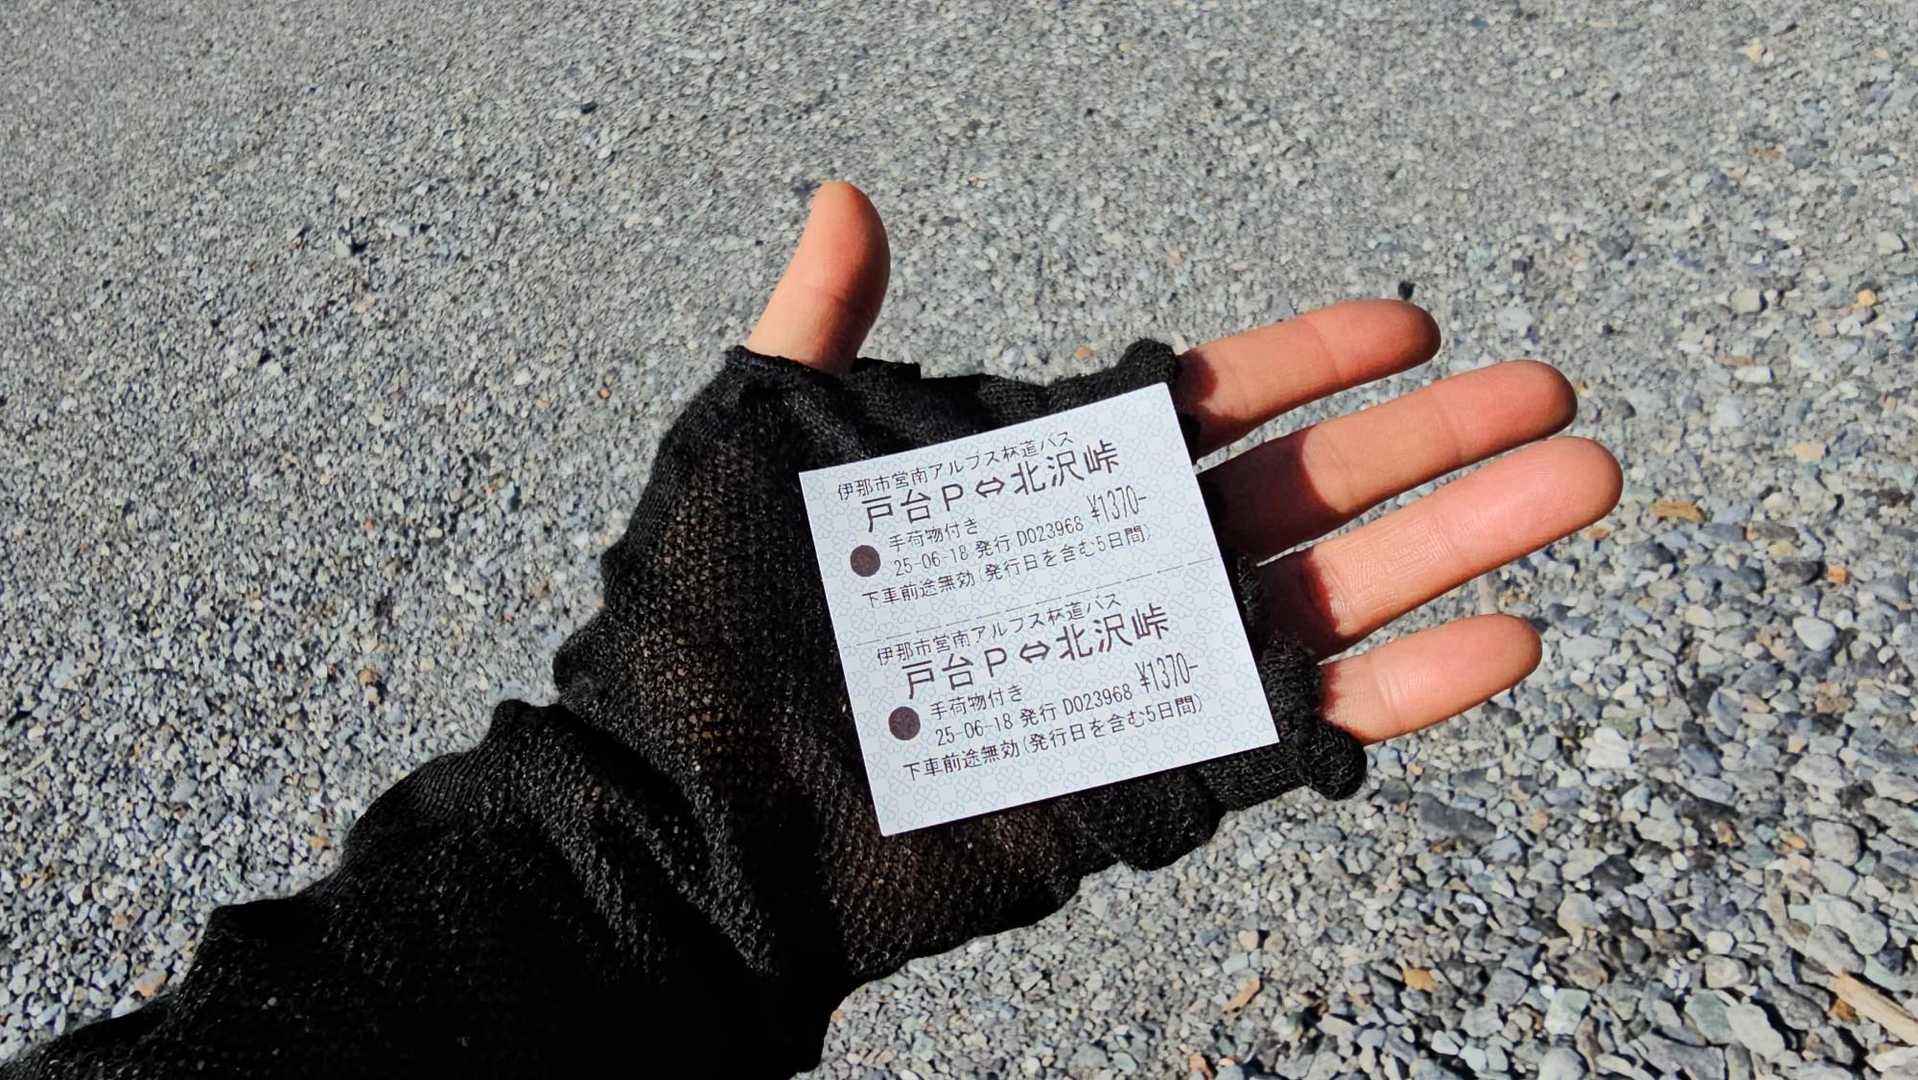 伊那市営南アルプス林道バス
戸台P⇔北沢峠
手荷物付き ¥1370-
25-06-18 発行 D023968
下車前途無効(発行日を含む5日間)
伊那市営南アルプス林道バス
戸台P⇔北沢峠
手荷物付き ¥1370-
25-06-18 発行 D023968
下車前途無効(発行日を含む5日間)